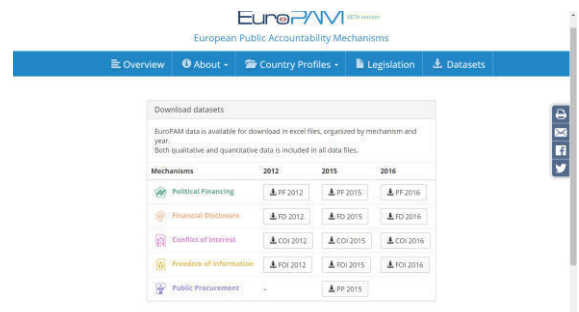 EuroPAM BETA version
European Public Accountability Mechanisms
Overview About Country Profiles Legislation Datasets
Download datasets
EuroPAM data is available for download in excel files, organized by mechanism and
year.
Both qualitative and quantitative data is included in all data files.
Mechanisms 2012 2015 2016
Political Financing PF 2012 PF 2015 PF 2016
Financial Disclosure FD 2012 FD 2015 FD 2016
Conflict of Interest COI 2012 COI 2015 COI 2016
Freedom of Information FOI 2012 FOI 2015 FOI 2016
Public Procurement - PP 2015